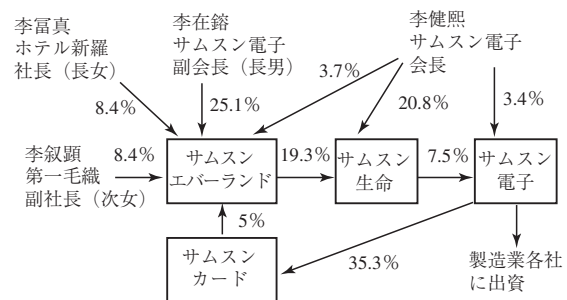 李冨真
ホテル新羅
社長（長女）
李在鎔
サムスン電子
副会長（長男）
李健熙
サムスン電子
会長
8.4%
25.1%
3.7%
20.8%
3.4%
李叙顕
第一毛織
副社長（次女）
8.4%
サムスン
エバーランド
19.3%
サムスン
生命
7.5%
サムスン
電子
5%
サムスン
カード
35.3%
製造業各社
に出資